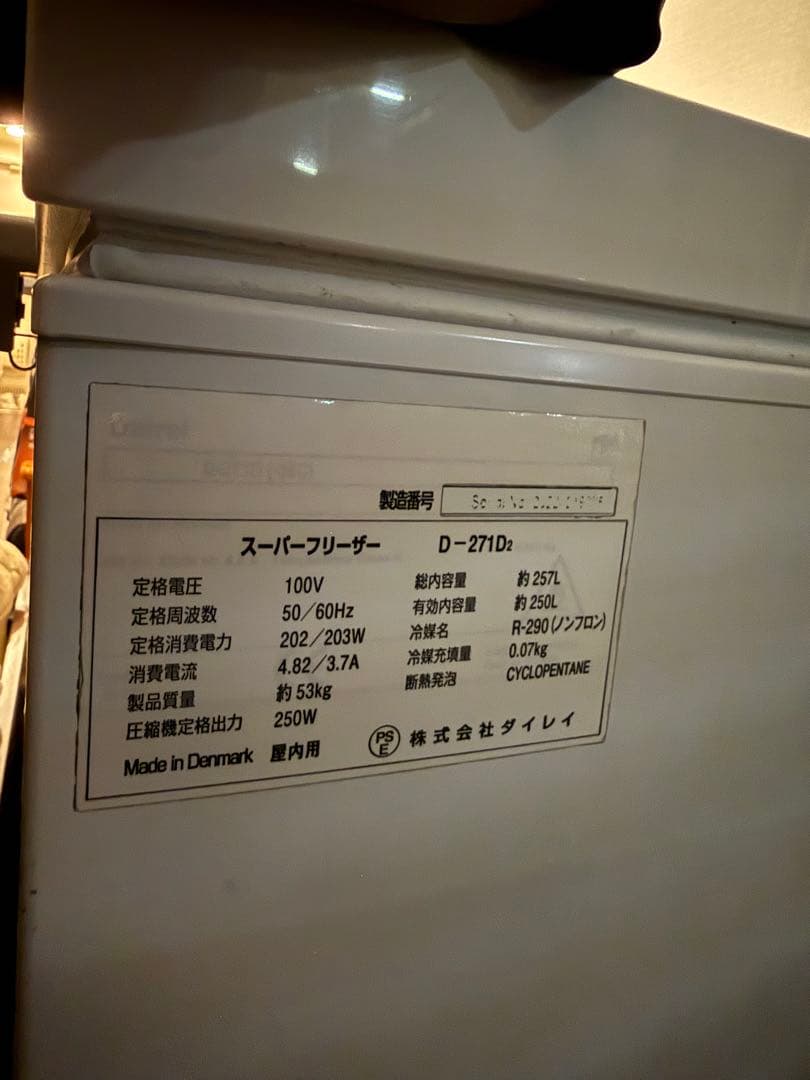 製造番号
スーパーフリーザー D-271D2
定格電圧 100V
定格周波数 50/60Hz
定格消費電力 202/203W
消費電流 4.82/3.7A
製品質量 約53kg
圧縮機定格出力 250W
Made in Denmark 屋内用
総内容量 約257L
有効内容量 約250L
冷媒名 R-290(ノンフロン)
冷媒充填量 0.07kg
断熱発泡 CYCLOPENTANE
PS
E
株式会社ダイレイ